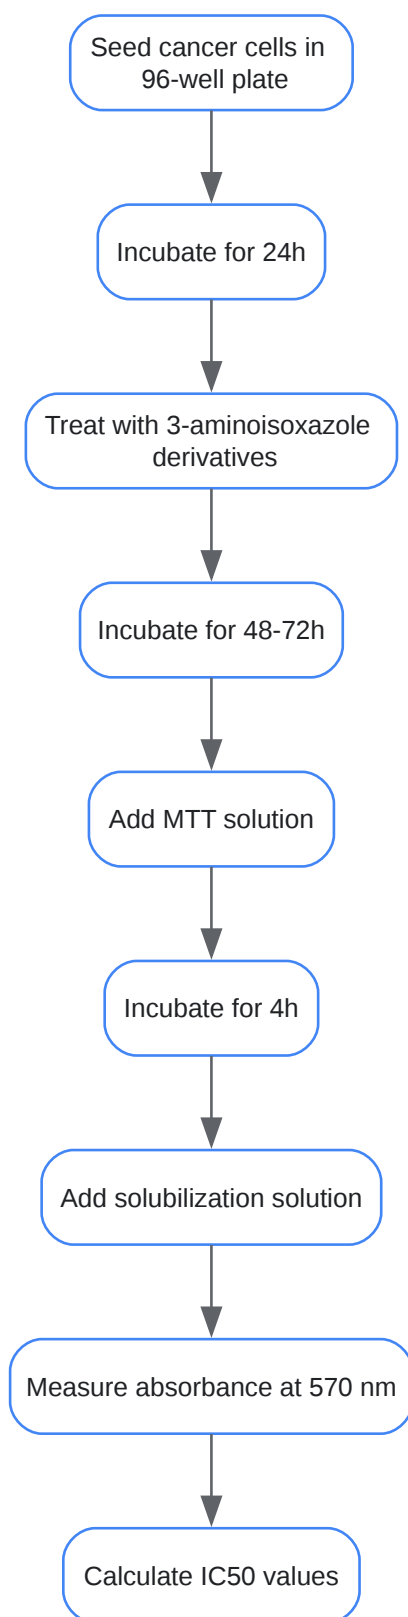 Seed cancer cells in
96-well plate
Incubate for 24h
Treat with 3-aminoisoxazole
derivatives
Incubate for 48-72h
Add MTT solution
Incubate for 4h
Add solubilization solution
Measure absorbance at 570 nm
Calculate IC50 values